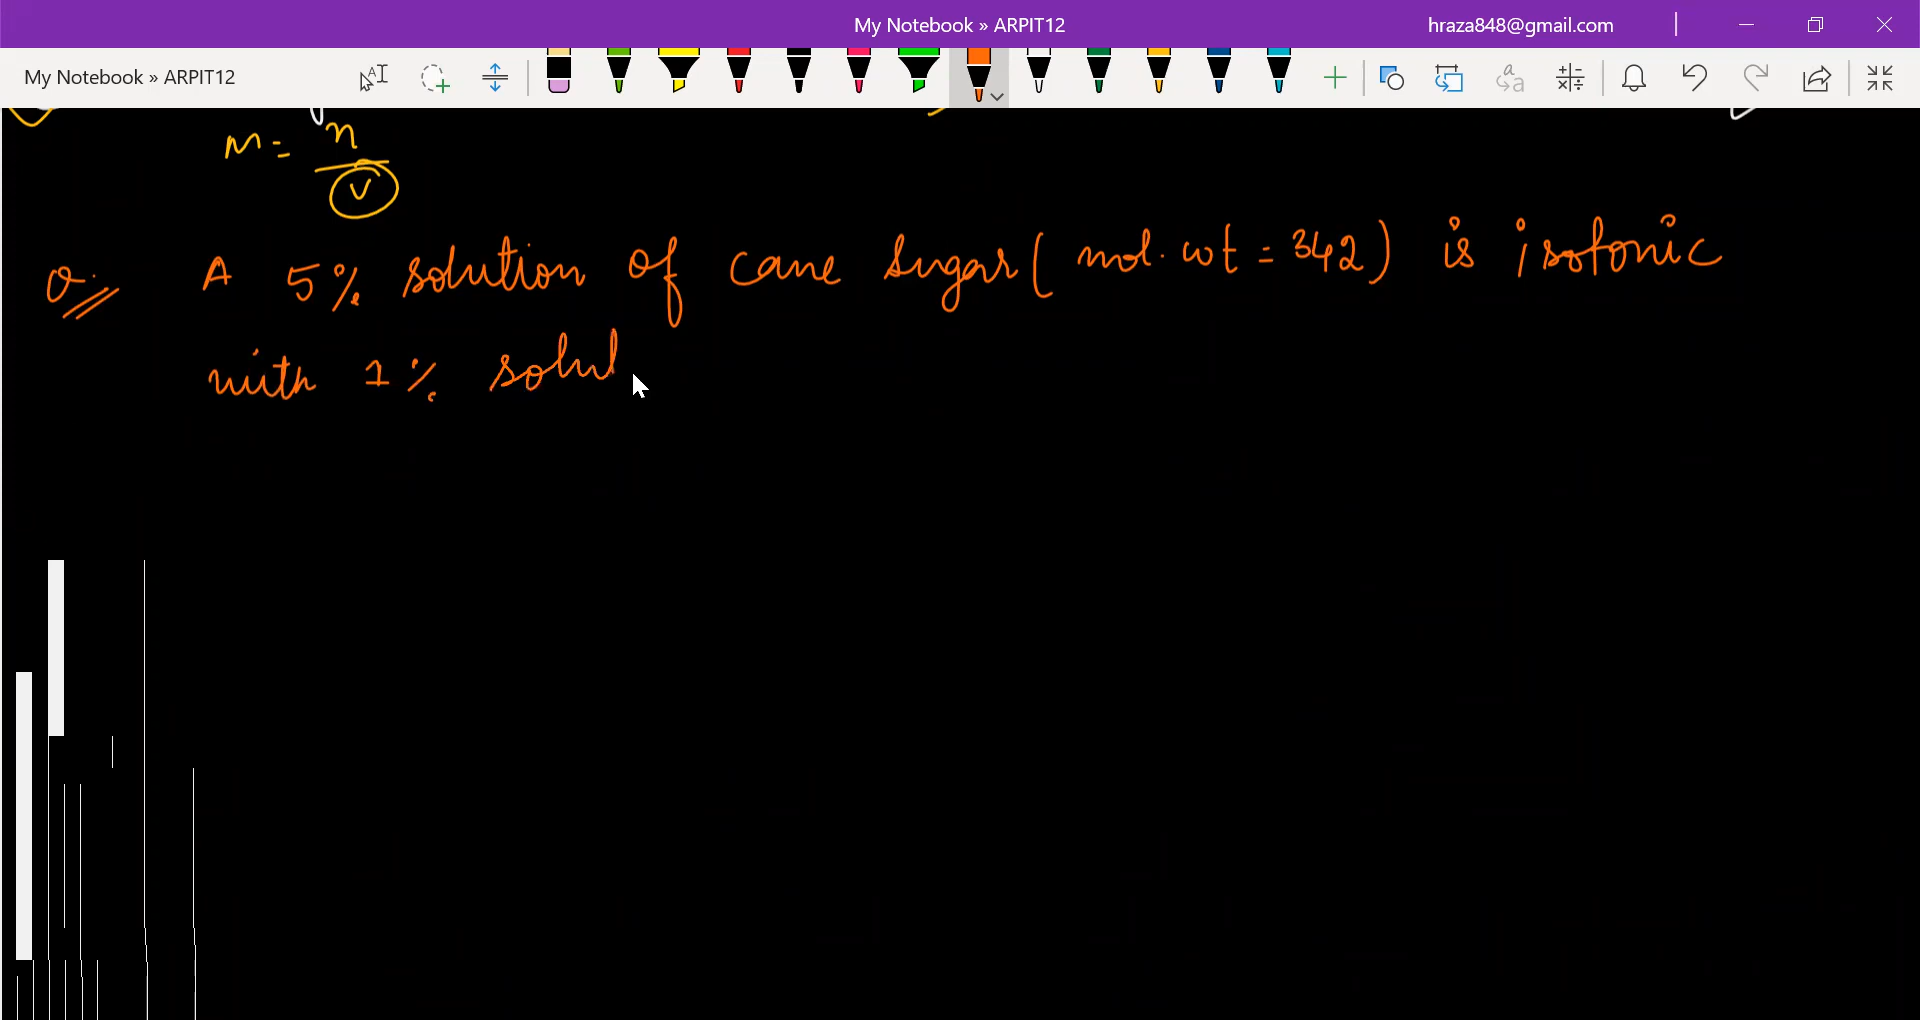 My Notebook » ARPIT12
hraza848@gmail.com
My Notebook » ARPIT12
M = n
v
Q. A 5% solution of cane sugar ( mol. wt = 342 ) is isotonic
with 1% solut